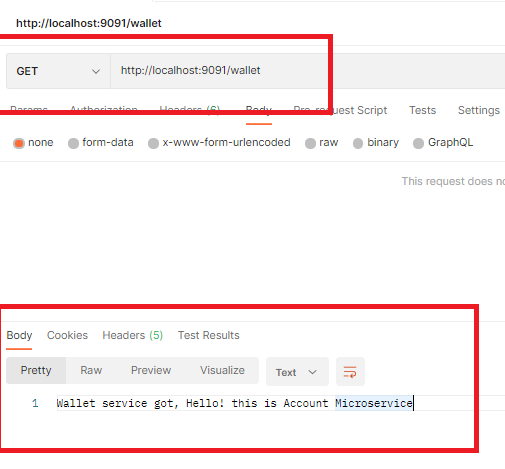 http://localhost:9091/wallet
GET http://localhost:9091/wallet
Params Authorization Headers (6) Body Pre-request Script Tests Settings
none form-data x-www-form-urlencoded raw binary GraphQL
This request does no
Body Cookies Headers (5) Test Results
Pretty Raw Preview Visualize Text
1 Wallet service got, Hello! this is Account Microservice